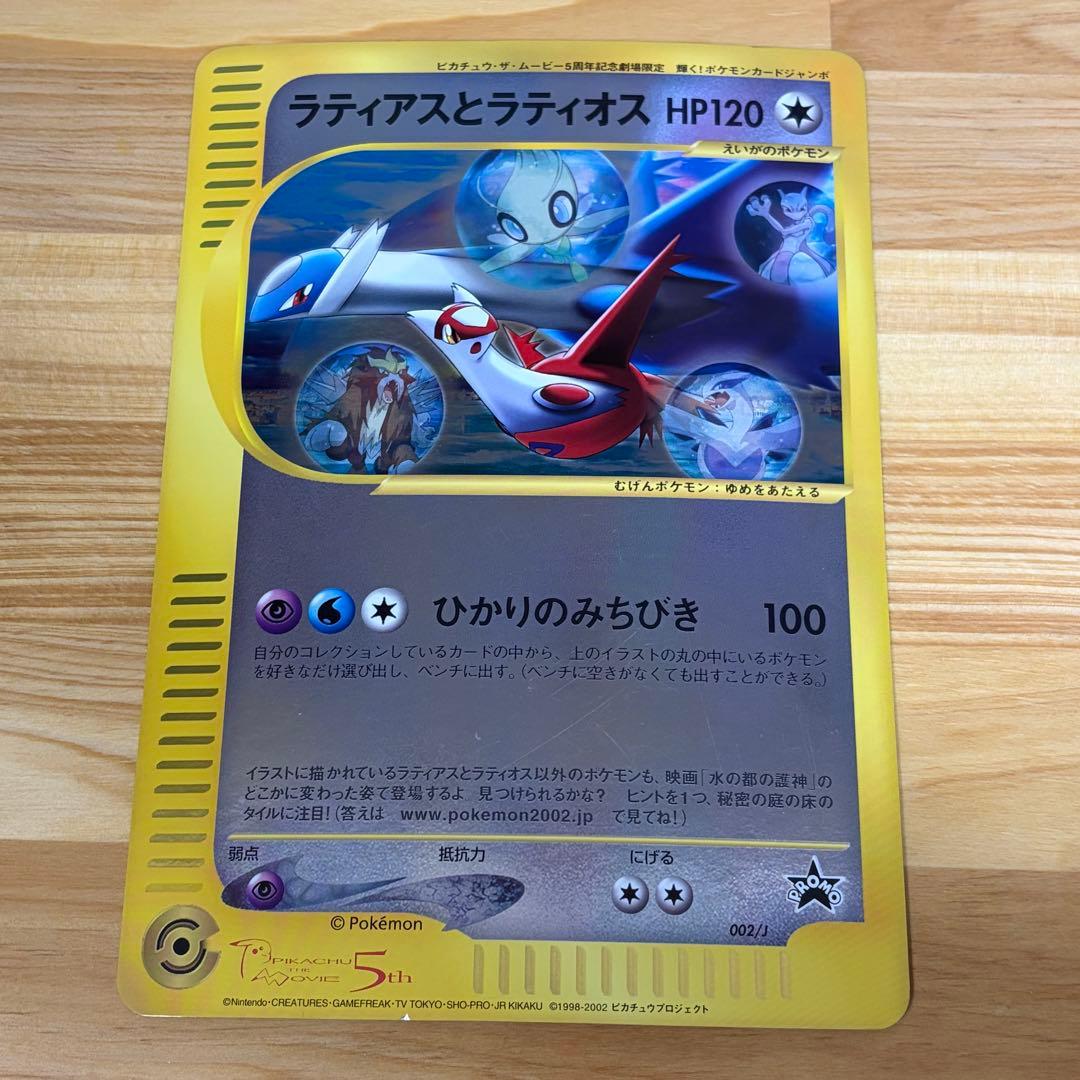 ピカチュウ・ザ・ムービー5周年記念劇場限定　輝く!ポケモンカードジャンボ
ラティアスとラティオス HP120
えいがのポケモン
むげんポケモン：ゆめをあたえる
ひかりのみちびき 100
自分のコレクションしているカードの中から、上のイラストの丸の中にいるポケモン
を好きなだけ選び出し、ベンチに出す。（ベンチに空きがなくても出すことができる。）
イラストに描かれているラティアスとラティオス以外のポケモンも、映画「水の都の護神」の
どこかに変わった姿で登場するよ 見つけられるかな？　ヒントを1つ、秘密の庭の床の
タイルに注目！（答えは　www.pokemon2002.jp　で見てね！）
弱点 抵抗力 にげる
PROMO
002/J
© Pokémon
PIKACHU THE MOVIE 5th
©Nintendo・CREATURES・GAMEFREAK・TV TOKYO・SHO-PRO・JR KIKAKU ©1998-2002 ピカチュウプロジェクト